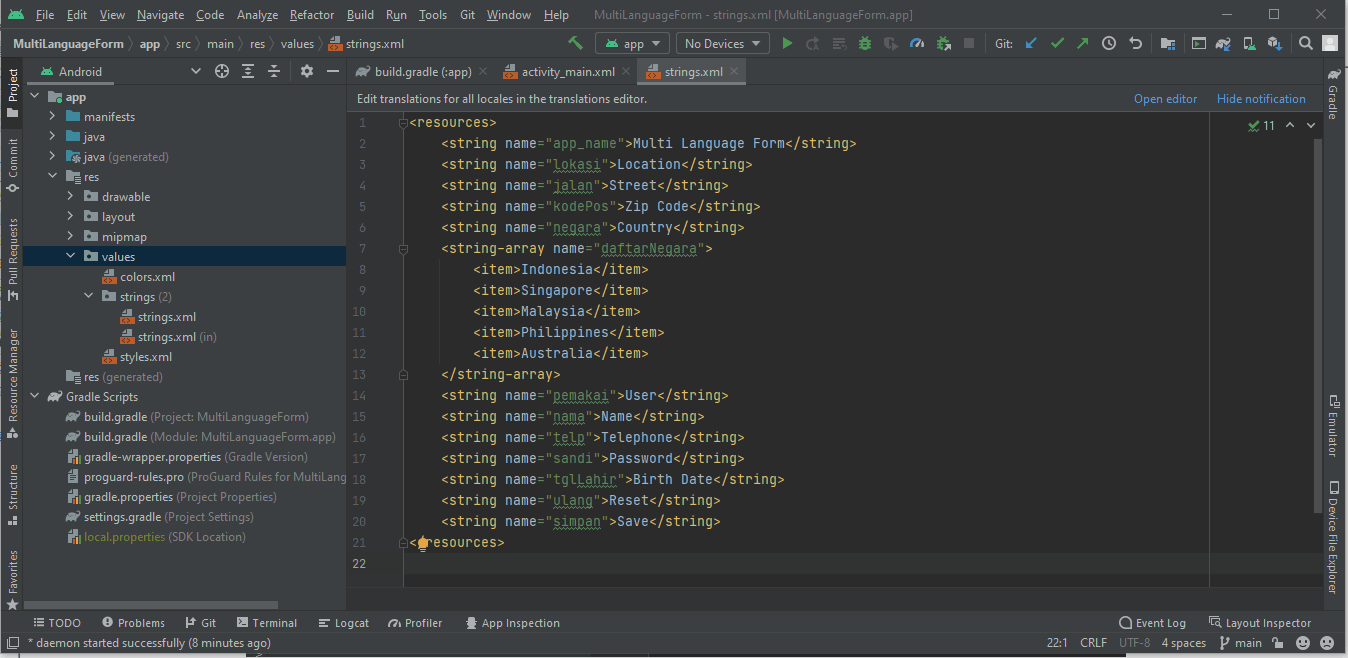 File Edit View Navigate Code Analyze Refactor Build Run Tools Git Window Help MultiLanguageForm - strings.xml [MultiLanguageForm.app]
MultiLanguageForm app src main res values strings.xml app No Devices Git:
Project
Commit
Pull Requests
Resource Manager
Structure
Favorites
Android
app
manifests
java
java (generated)
res
drawable
layout
mipmap
values
colors.xml
strings (2)
strings.xml
strings.xml (in)
styles.xml
res (generated)
Gradle Scripts
build.gradle (Project: MultiLanguageForm)
build.gradle (Module: MultiLanguageForm.app)
gradle-wrapper.properties (Gradle Version)
proguard-rules.pro (ProGuard Rules for MultiLang
gradle.properties (Project Properties)
settings.gradle (Project Settings)
local.properties (SDK Location)
build.gradle (:app) activity_main.xml strings.xml
Edit translations for all locales in the translations editor. Open editor Hide notification
11
1 <resources>
2 <string name="app_name">Multi Language Form</string>
3 <string name="lokasi">Location</string>
4 <string name="jalan">Street</string>
5 <string name="kodePos">Zip Code</string>
6 <string name="negara">Country</string>
7 <string-array name="daftarNegara">
8 <item>Indonesia</item>
9 <item>Singapore</item>
10 <item>Malaysia</item>
11 <item>Philippines</item>
12 <item>Australia</item>
13 </string-array>
14 <string name="pemakai">User</string>
15 <string name="nama">Name</string>
16 <string name="telp">Telephone</string>
17 <string name="sandi">Password</string>
18 <string name="tglLahir">Birth Date</string>
19 <string name="ulang">Reset</string>
20 <string name="simpan">Save</string>
21 <resources>
22
Gradle
Emulator
Device File Explorer
TODO Problems Git Terminal Logcat Profiler App Inspection Event Log Layout Inspector
* daemon started successfully (8 minutes ago) 22:1 CRLF UTF-8 4 spaces main